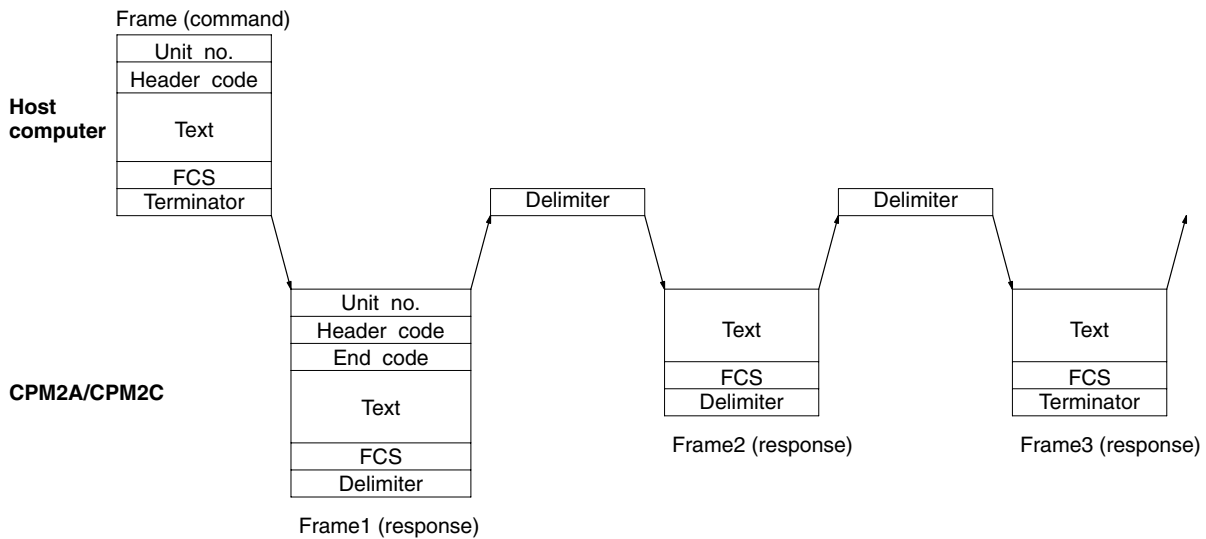 Frame (command)
Unit no.
Header code
Host
computer
Text
FCS
Terminator
Delimiter
Delimiter
CPM2A/CPM2C
Unit no.
Header code
End code
Text
FCS
Delimiter
Frame1 (response)
Text
FCS
Delimiter
Frame2 (response)
Text
FCS
Terminator
Frame3 (response)